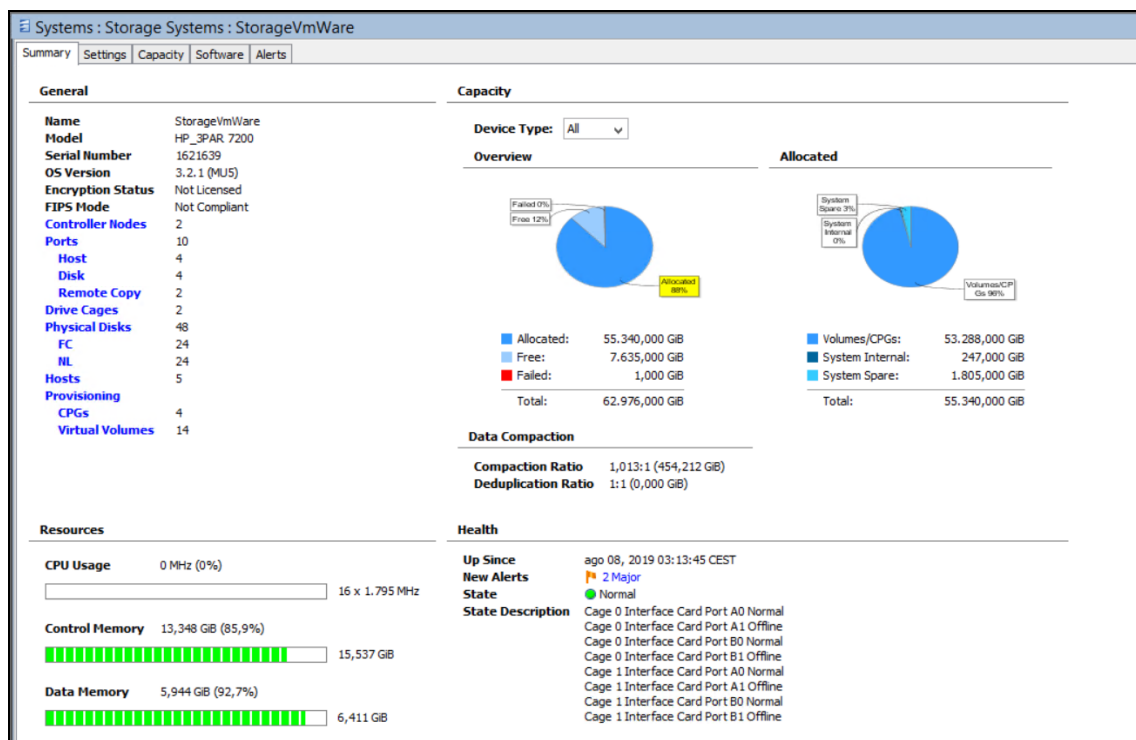 Systems : Storage Systems : StorageVmWare
Summary Settings Capacity Software Alerts
General
Name StorageVmWare
Model HP_3PAR 7200
Serial Number 1621639
OS Version 3.2.1 (MU5)
Encryption Status Not Licensed
FIPS Mode Not Compliant
Controller Nodes 2
Ports 10
Host 4
Disk 4
Remote Copy 2
Drive Cages 2
Physical Disks 48
FC 24
NL 24
Hosts 5
Provisioning
CPGs 4
Virtual Volumes 14
Capacity
Device Type: All
Overview
Failed 0%
Free 12%
Allocated
88%
Allocated: 55.340,000 GiB
Free: 7.635,000 GiB
Failed: 1,000 GiB
Total: 62.976,000 GiB
Allocated
System
Spare 3%
System
Internal
0%
Volumes/CP
Gs 96%
Volumes/CPGs: 53.288,000 GiB
System Internal: 247,000 GiB
System Spare: 1.805,000 GiB
Total: 55.340,000 GiB
Data Compaction
Compaction Ratio 1,013:1 (454,212 GiB)
Deduplication Ratio 1:1 (0,000 GiB)
Resources
CPU Usage 0 MHz (0%)
16 x 1.795 MHz
Control Memory 13,348 GiB (85,9%)
15,537 GiB
Data Memory 5,944 GiB (92,7%)
6,411 GiB
Health
Up Since ago 08, 2019 03:13:45 CEST
New Alerts 2 Major
State Normal
State Description Cage 0 Interface Card Port A0 Normal
Cage 0 Interface Card Port A1 Offline
Cage 0 Interface Card Port B0 Normal
Cage 0 Interface Card Port B1 Offline
Cage 1 Interface Card Port A0 Normal
Cage 1 Interface Card Port A1 Offline
Cage 1 Interface Card Port B0 Normal
Cage 1 Interface Card Port B1 Offline